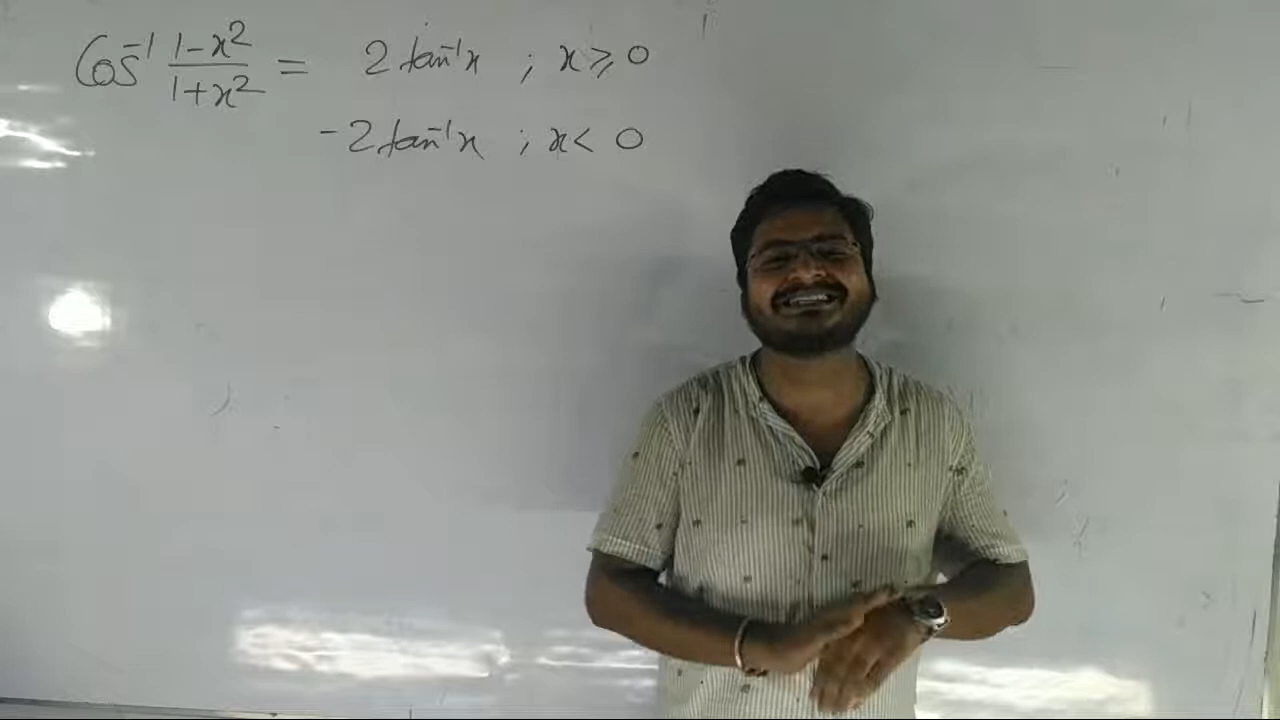 Cos⁻¹ (1-x²)/(1+x²) = 2 tan⁻¹x ; x ≥ 0
-2 tan⁻¹x ; x < 0